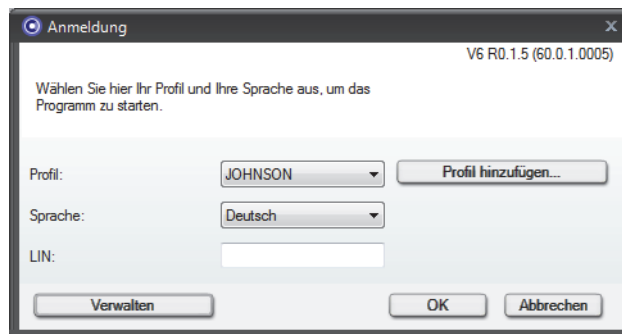 Anmeldung
V6 R0.1.5 (60.0.1.0005)
Wählen Sie hier Ihr Profil und Ihre Sprache aus, um das
Programm zu starten.
Profil: JOHNSON Profil hinzufügen...
Sprache: Deutsch
LIN:
Verwalten OK Abbrechen